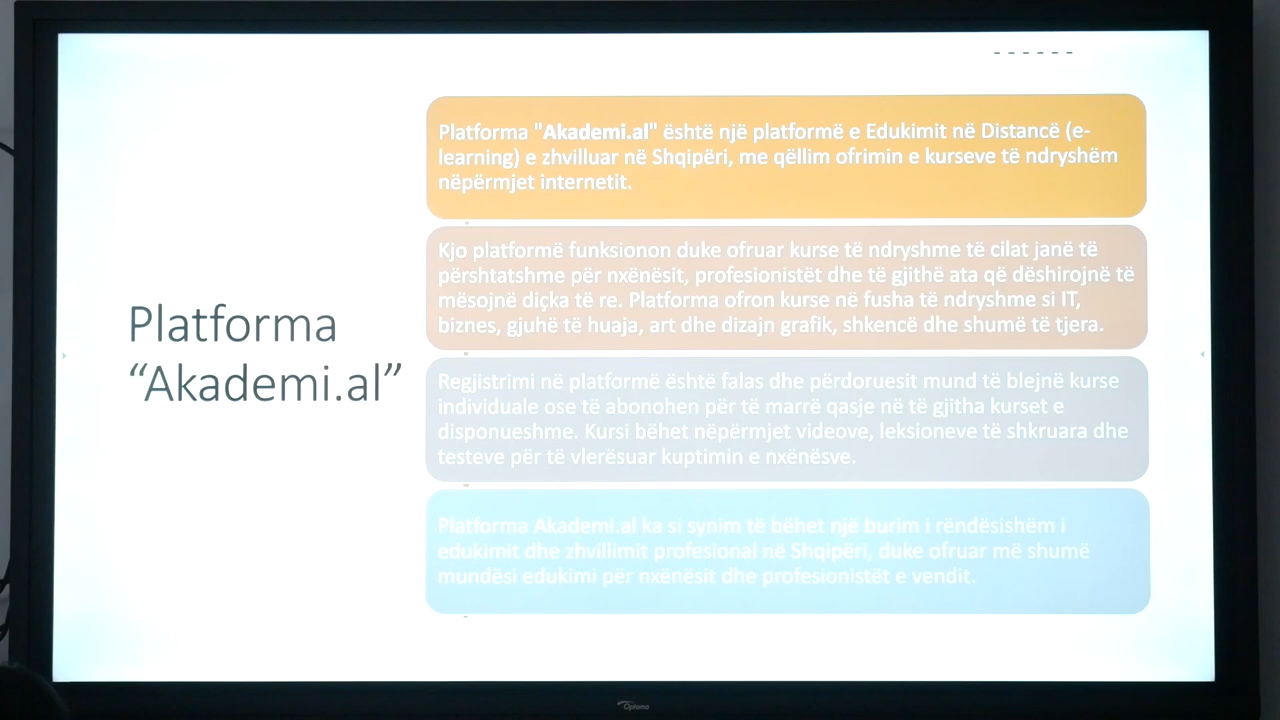 Platforma
“Akademi.al”
Platforma "Akademi.al" është një platformë e Edukimit në Distancë (e-
learning) e zhvilluar në Shqipëri, me qëllim ofrimin e kurseve të ndryshëm
nëpërmjet internetit.
Kjo platformë funksionon duke ofruar kurse të ndryshme të cilat janë të
përshtatshme për nxënësit, profesionistët dhe të gjithë ata që dëshirojnë të
mësojnë diçka të re. Platforma ofron kurse në fusha të ndryshme si IT,
biznes, gjuhë të huaja, art dhe dizajn grafik, shkencë dhe shumë të tjera.
Regjistrimi në platformë është falas dhe përdoruesit mund të blejnë kurse
individuale ose të abonohen për të marrë qasje në të gjitha kurset e
disponueshme. Kursi bëhet nëpërmjet videove, leksioneve të shkruara dhe
testeve për të vlerësuar kuptimin e nxënësve.
Platforma Akademi.al ka si synim të bëhet një burim i rëndësishëm i
edukimit dhe zhvillimit profesional në Shqipëri, duke ofruar më shumë
mundësi edukimi për nxënësit dhe profesionistët e vendit.
Optoma